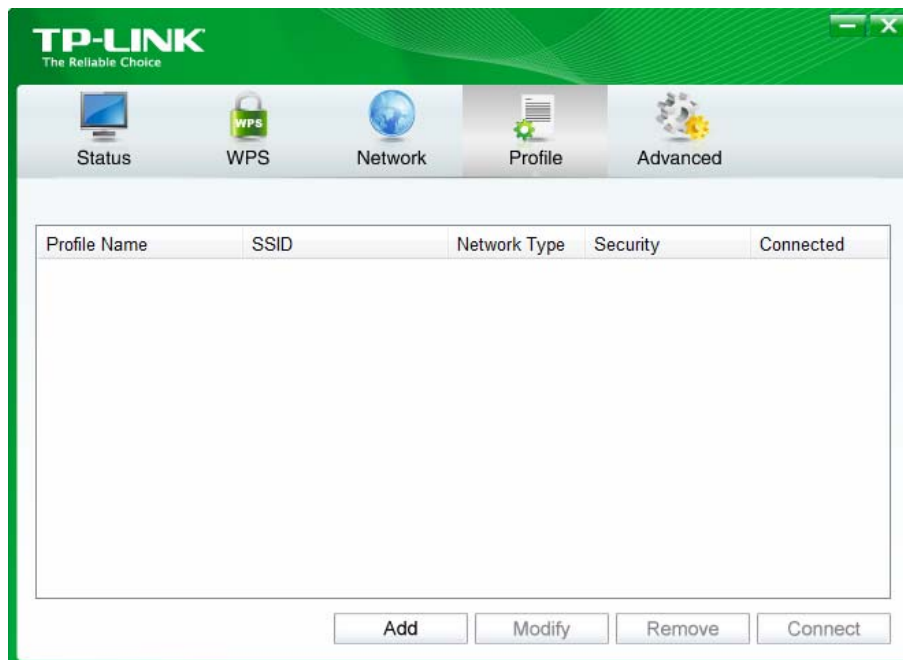 TP-LINK
The Reliable Choice
WPS
Status WPS Network Profile Advanced
Profile Name SSID Network Type Security Connected
Add Modify Remove Connect